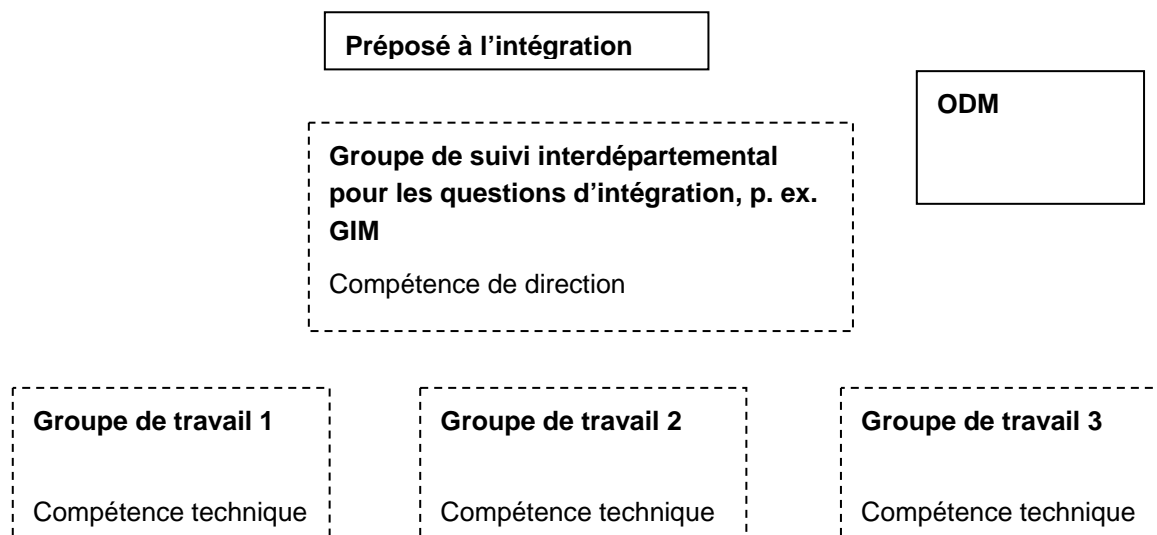 Préposé à l’intégration
ODM
Groupe de suivi interdépartemental
pour les questions d’intégration, p. ex.
GIM
Compétence de direction
Groupe de travail 1
Compétence technique
Groupe de travail 2
Compétence technique
Groupe de travail 3
Compétence technique